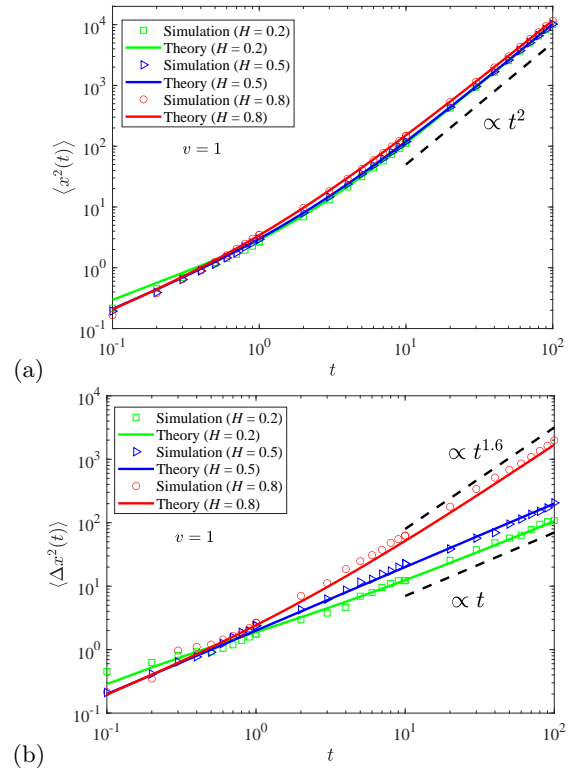 10^4
10^3
10^2
10^1
10^0
10^{-1}
⟨x^2(t)⟩
Simulation (H = 0.2)
Theory (H = 0.2)
Simulation (H = 0.5)
Theory (H = 0.5)
Simulation (H = 0.8)
Theory (H = 0.8)
v = 1
∝ t^2
10^{-1} 10^0 10^1 10^2
t
(a)
10^4
10^3
10^2
10^1
10^0
10^{-1}
⟨Δx^2(t)⟩
Simulation (H = 0.2)
Theory (H = 0.2)
Simulation (H = 0.5)
Theory (H = 0.5)
Simulation (H = 0.8)
Theory (H = 0.8)
v = 1
∝ t^{1.6}
∝ t
10^{-1} 10^0 10^1 10^2
t
(b)